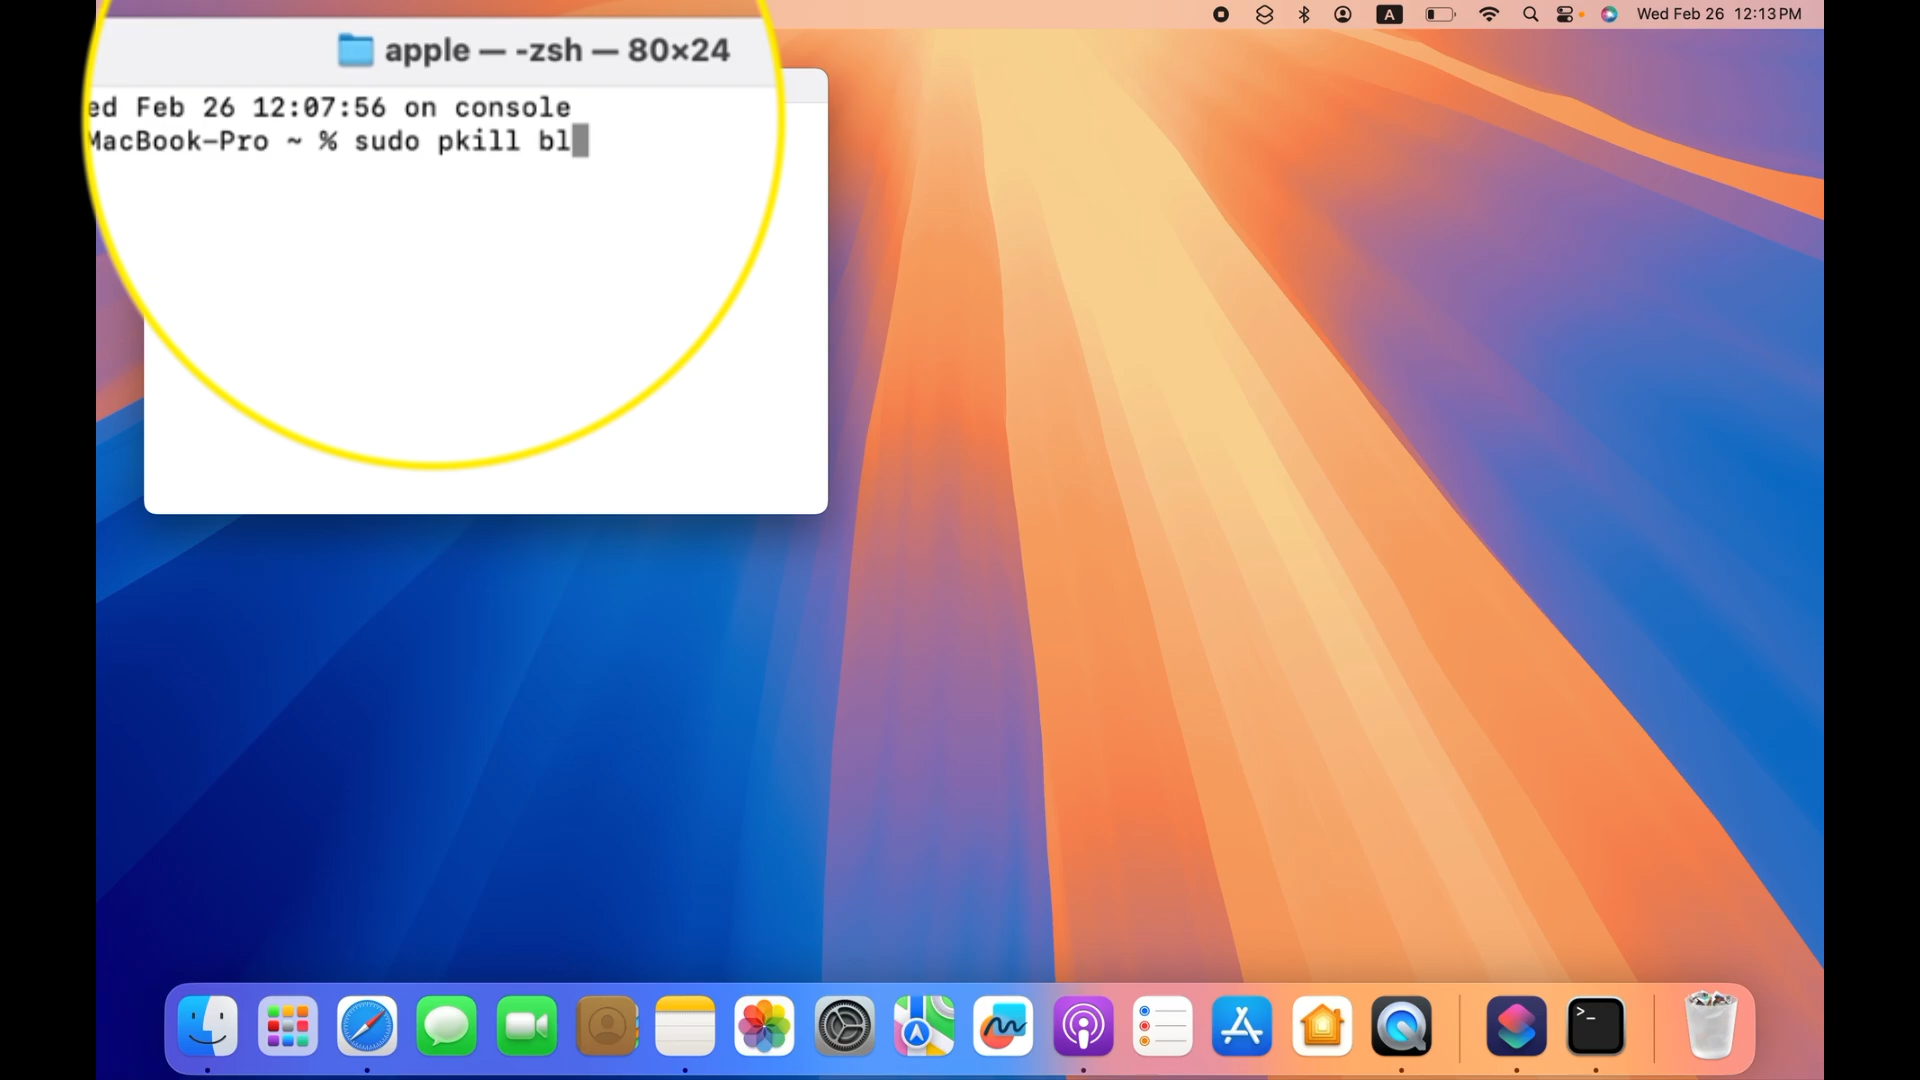 A
Wed Feb 26 12:13 PM
apple — -zsh — 80×24
ed Feb 26 12:07:56 on console
MacBook-Pro ~ % sudo pkill bl
>_